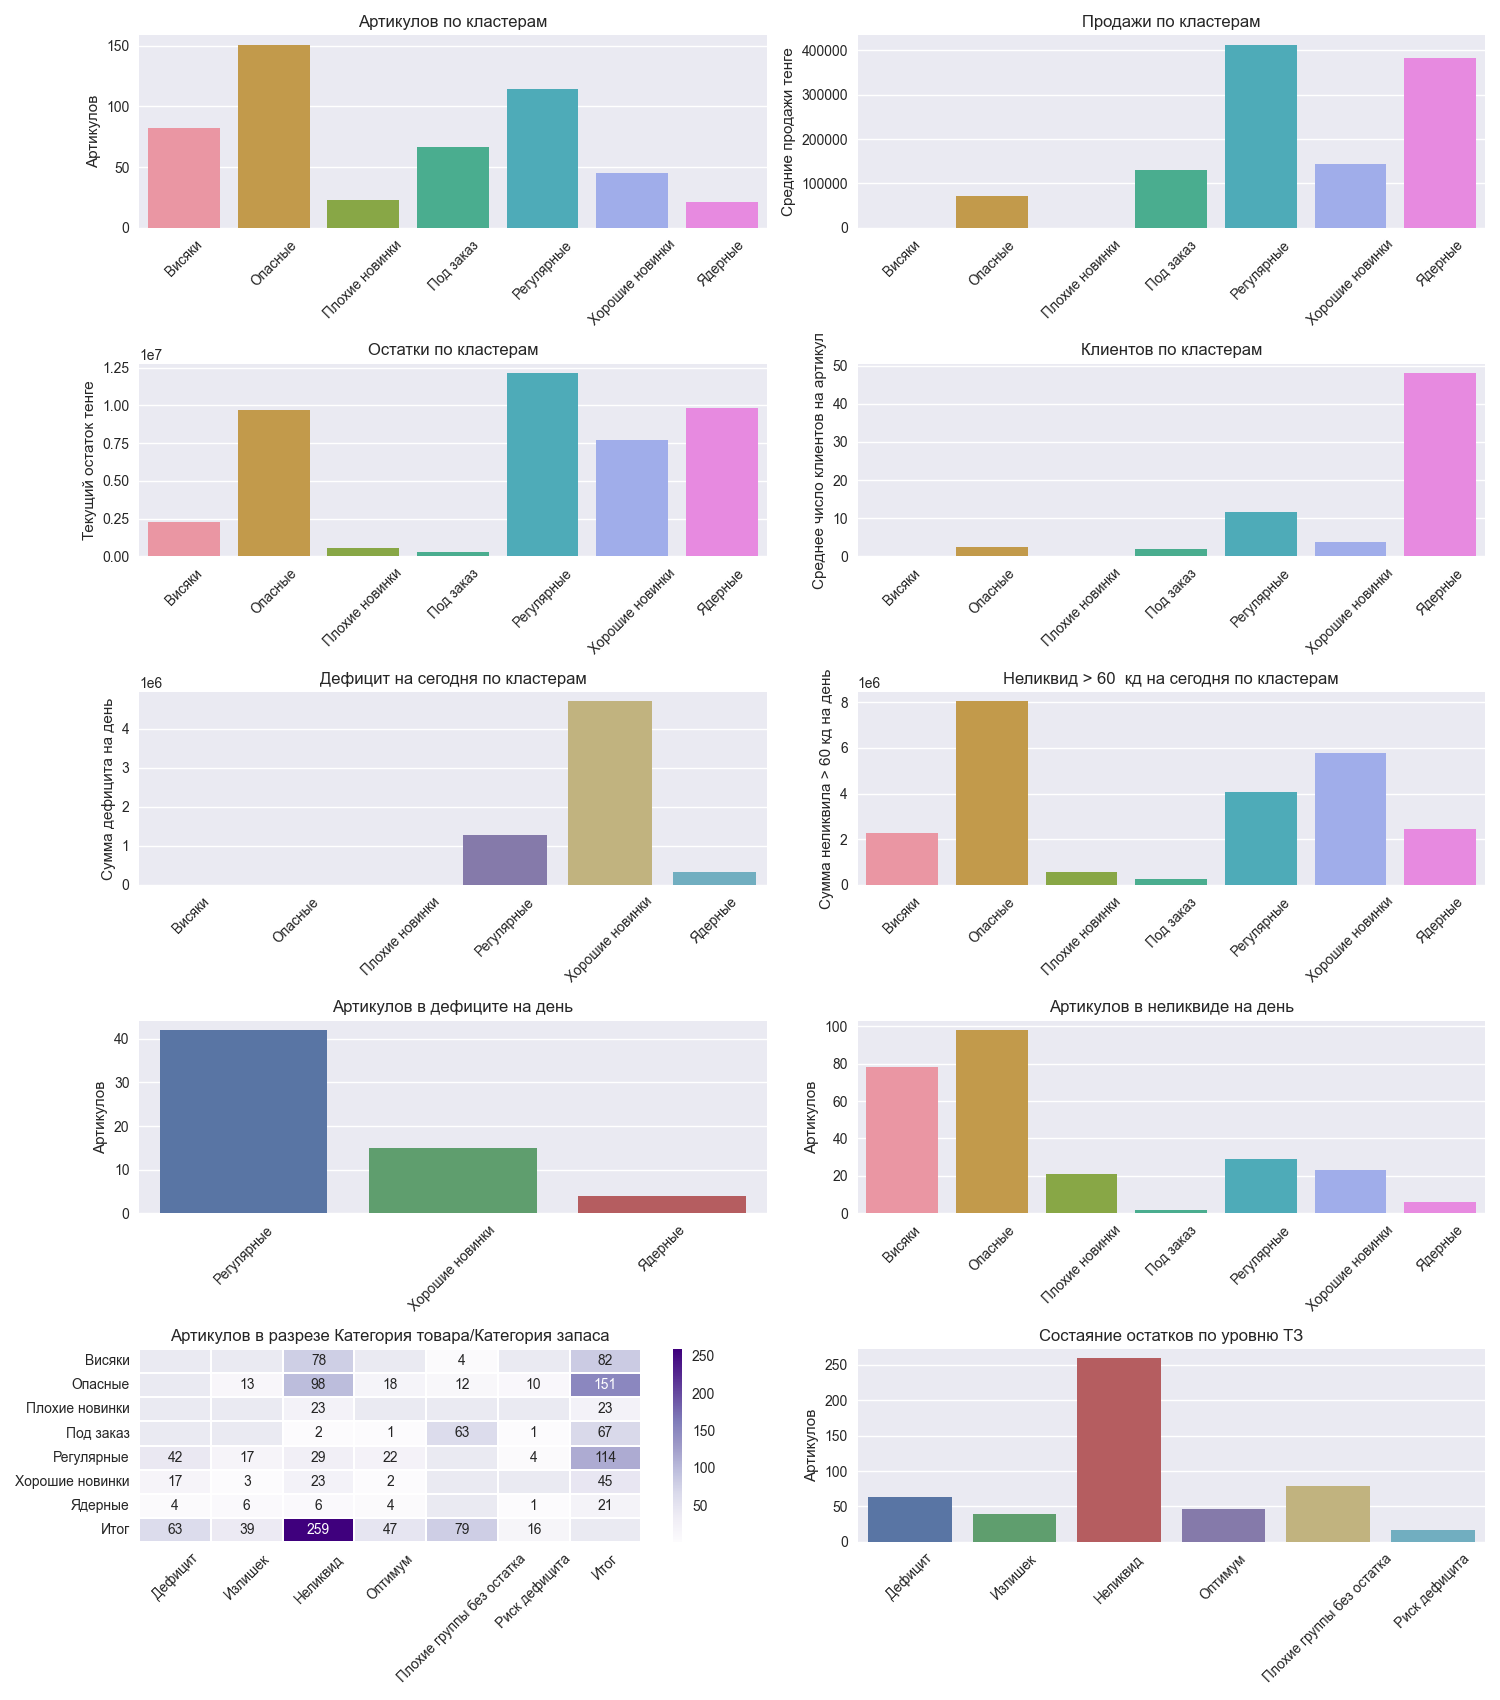 Артикулов по кластерам
Артикулов
150
100
50
0
Висяки
Опасные
Плохие новинки
Под заказ
Регулярные
Хорошие новинки
Ядерные
Продажи по кластерам
Средние продажи тенге
400000
300000
200000
100000
0
Висяки
Опасные
Плохие новинки
Под заказ
Регулярные
Хорошие новинки
Ядерные
Остатки по кластерам
1e7
Текущий остаток тенге
1.25
1.00
0.75
0.50
0.25
0.00
Висяки
Опасные
Плохие новинки
Под заказ
Регулярные
Хорошие новинки
Ядерные
Клиентов по кластерам
Среднее число клиентов на артикул
50
40
30
20
10
0
Висяки
Опасные
Плохие новинки
Под заказ
Регулярные
Хорошие новинки
Ядерные
Дефицит на сегодня по кластерам
1e6
Сумма дефицита на день
4
3
2
1
0
Висяки
Опасные
Плохие новинки
Регулярные
Хорошие новинки
Ядерные
Неликвид > 60  кд на сегодня по кластерам
1e6
Сумма неликвила > 60 кд на день
8
6
4
2
0
Висяки
Опасные
Плохие новинки
Под заказ
Регулярные
Хорошие новинки
Ядерные
Артикулов в дефиците на день
Артикулов
40
30
20
10
0
Регулярные
Хорошие новинки
Ядерные
Артикулов в неликвиде на день
Артикулов
100
80
60
40
20
0
Висяки
Опасные
Плохие новинки
Под заказ
Регулярные
Хорошие новинки
Ядерные
Артикулов в разрезе Категория товара/Категория запаса
Висяки 78 4 82
Опасные 13 98 18 12 10 151
Плохие новинки 23 23
Под заказ 2 1 63 1 67
Регулярные 42 17 29 22 4 114
Хорошие новинки 17 3 23 2 45
Ядерные 4 6 6 4 1 21
Итог 63 39 259 47 79 16
Дефицит
Излишек
Неликвид
Оптимум
Плохие группы без остатка
Риск дефицита
Итог
250
200
150
100
50
Состаяние остатков по уровню ТЗ
Артикулов
250
200
150
100
50
0
Дефицит
Излишек
Неликвид
Оптимум
Плохие группы без остатка
Риск дефицита